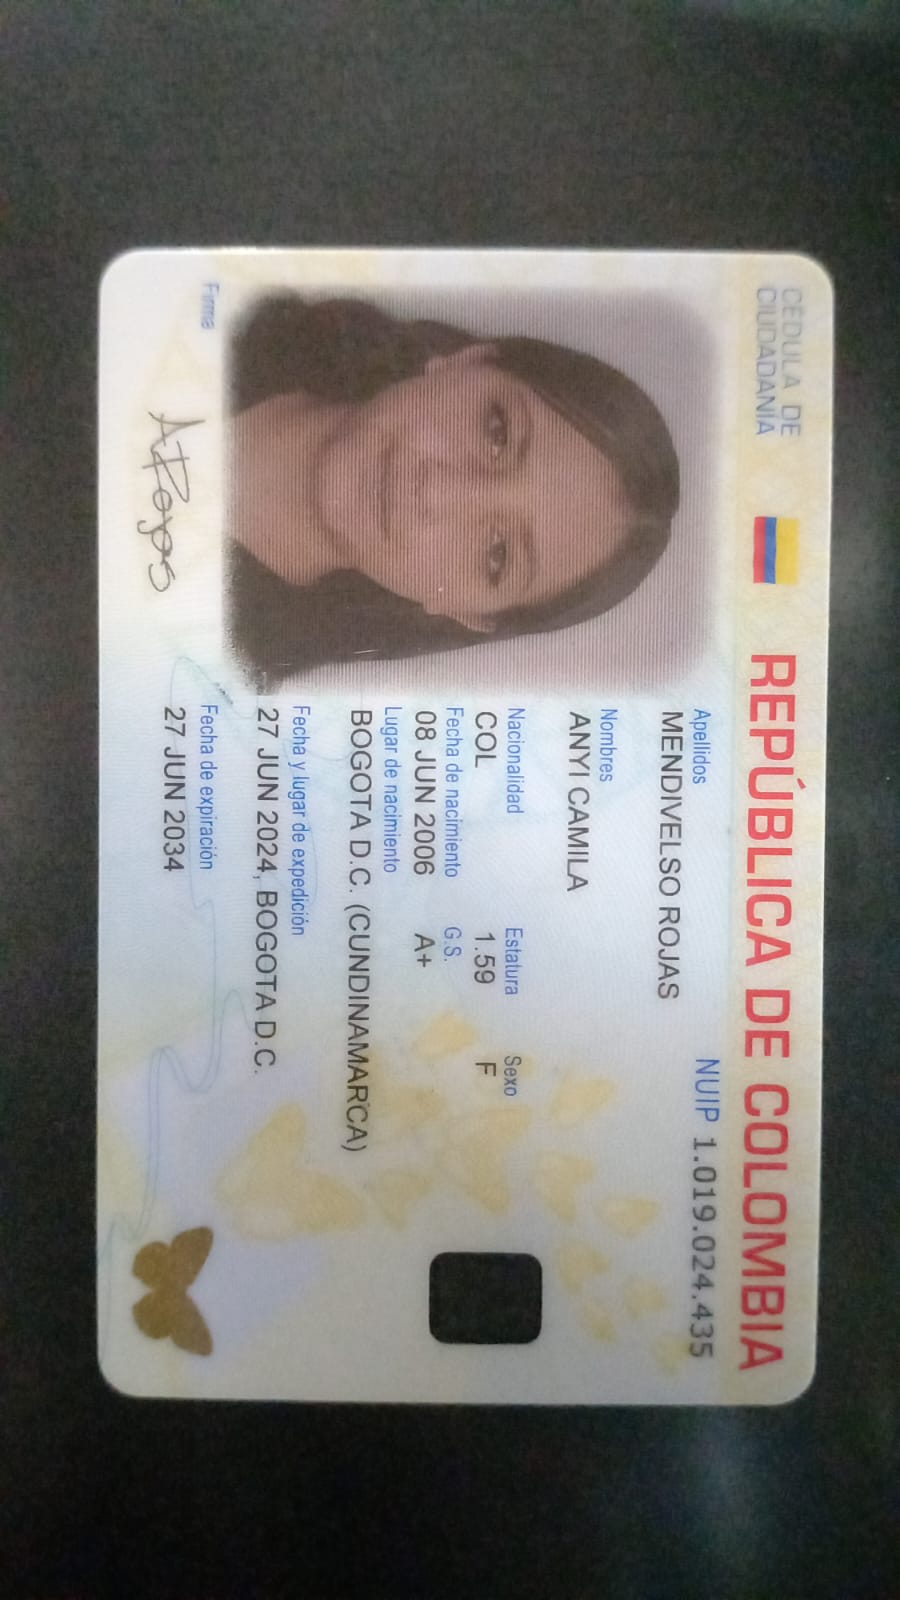 CÉDULA DE
CIUDADANÍA
REPÚBLICA DE COLOMBIA
NUIP 1.019.024.435
Apellidos
MENDIVELSO ROJAS
Nombres
ANYI CAMILA
Nacionalidad Estatura Sexo
COL 1.59 F
Fecha de nacimiento G.S.
08 JUN 2006 A+
Lugar de nacimiento
BOGOTA D.C. (CUNDINAMARCA)
Fecha y lugar de expedición
27 JUN 2024, BOGOTA D.C.
Fecha de expiración
27 JUN 2034
Firma
ARojas